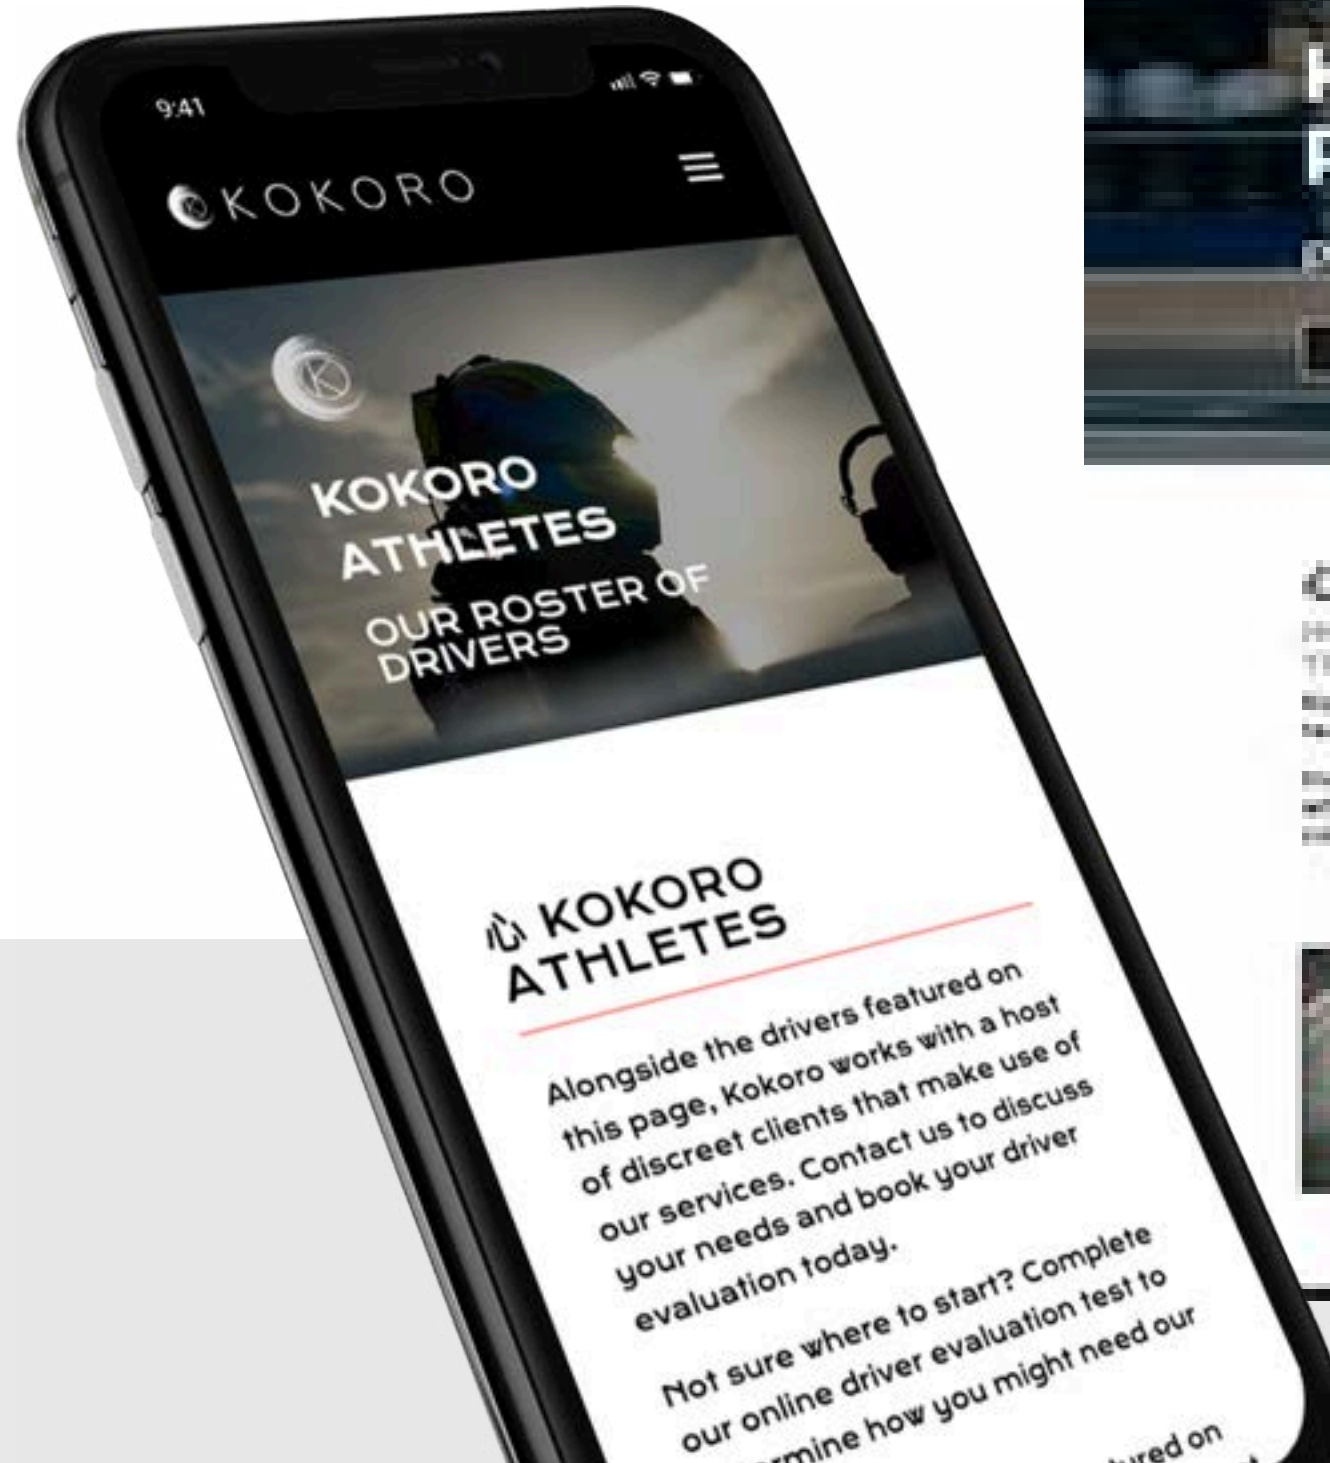 9:41
KOKORO
K
KOKORO
ATHLETES
OUR ROSTER OF
DRIVERS
KOKORO
ATHLETES
Alongside the drivers featured on
this page, Kokoro works with a host
of discreet clients that make use of
our services. Contact us to discuss
your needs and book your driver
evaluation today.
Not sure where to start? Complete
our online driver evaluation test to
how you might need our
on